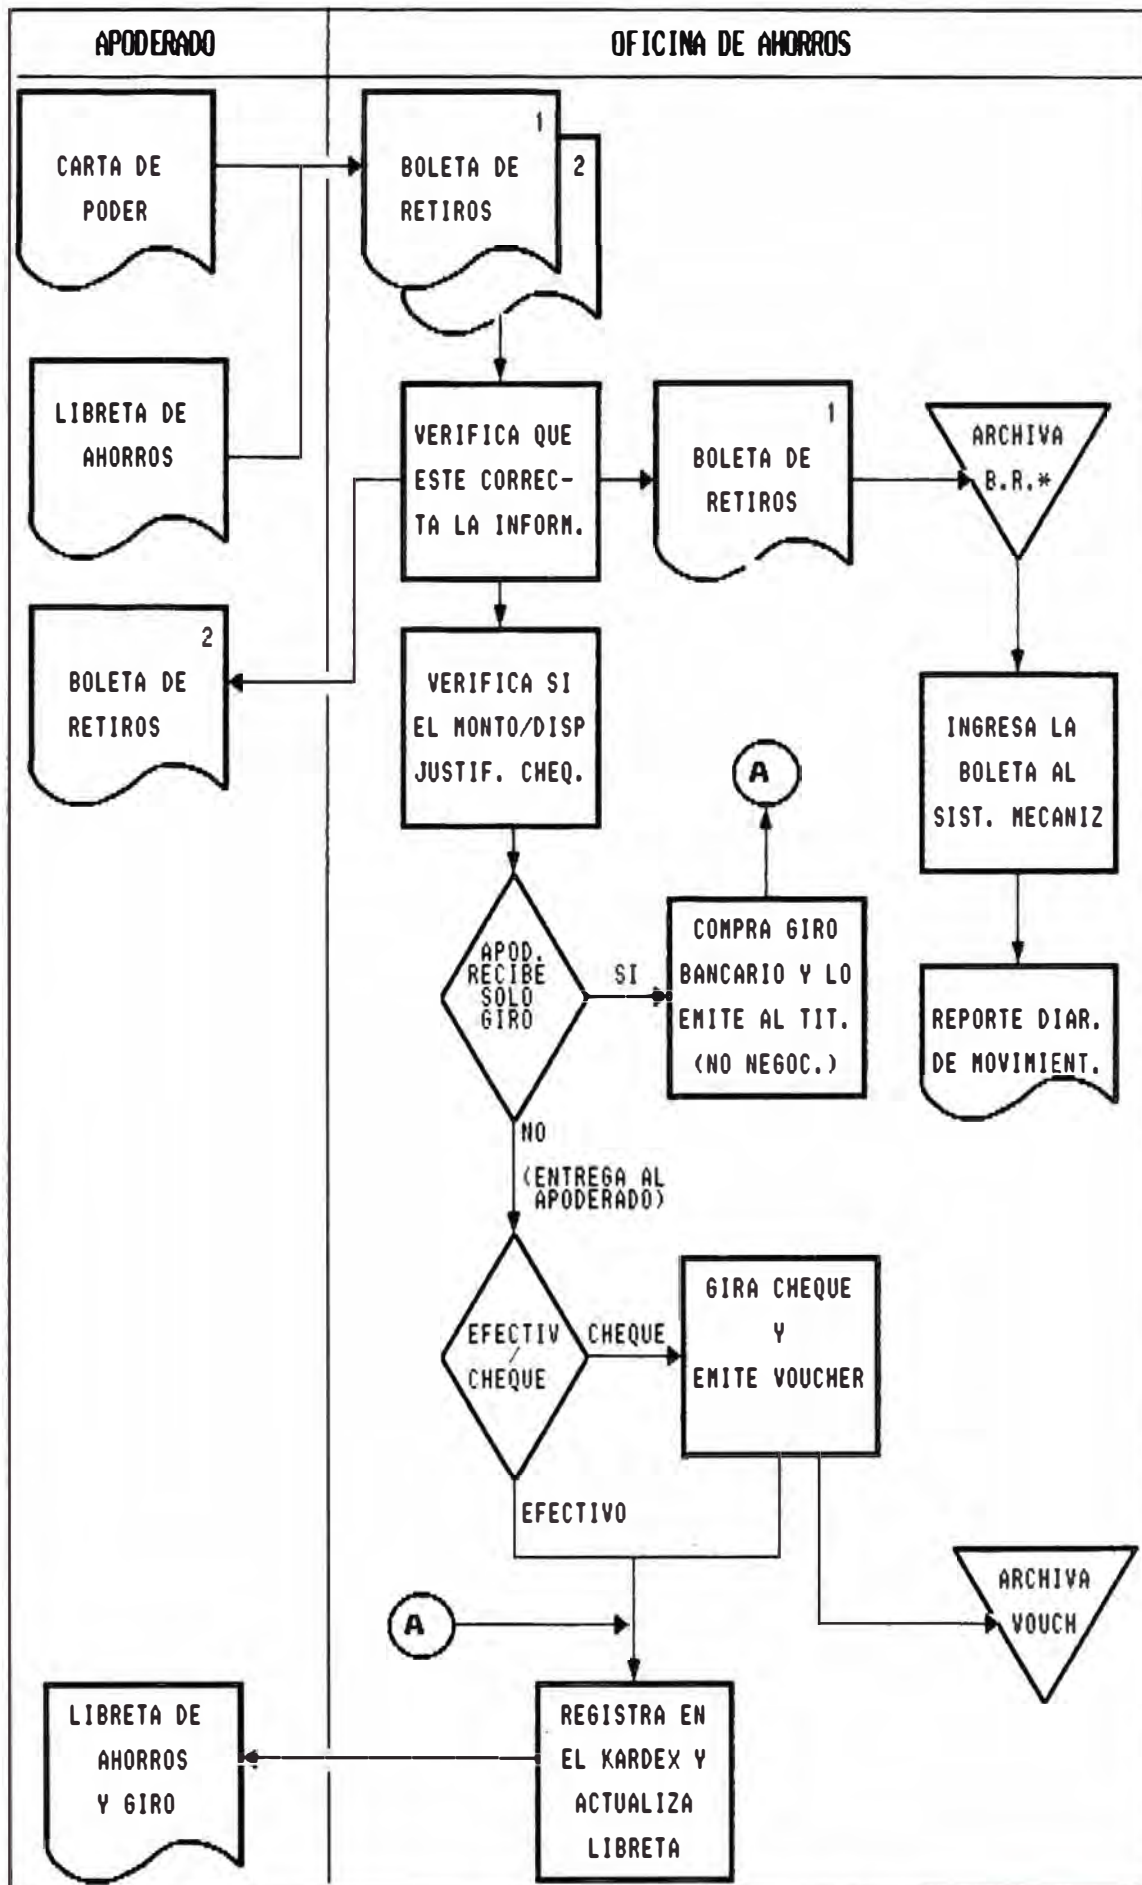 APODERADO
OFICINA DE AHORROS
CARTA DE
PODER
1
BOLETA DE
RETIROS
2
LIBRETA DE
AHORROS
VERIFICA QUE
ESTE CORREC-
TA LA INFORM.
1
BOLETA DE
RETIROS
ARCHIVA
B.R.*
2
BOLETA DE
RETIROS
VERIFICA SI
EL MONTO/DISP
JUSTIF. CHEQ.
A
INGRESA LA
BOLETA AL
SIST. MECANIZ
APOD.
RECIBE
SOLO
GIRO
SI
COMPRA GIRO
BANCARIO Y LO
EMITE AL TIT.
(NO NEGOC.)
REPORTE DIAR.
DE MOVIMIENT.
NO
(ENTREGA AL
APODERADO)
EFECTIV
/
CHEQUE
CHEQUE
GIRA CHEQUE
Y
EMITE VOUCHER
EFECTIVO
ARCHIVA
VOUCH
A
LIBRETA DE
AHORROS
Y GIRO
REGISTRA EN
EL KARDEX Y
ACTUALIZA
LIBRETA